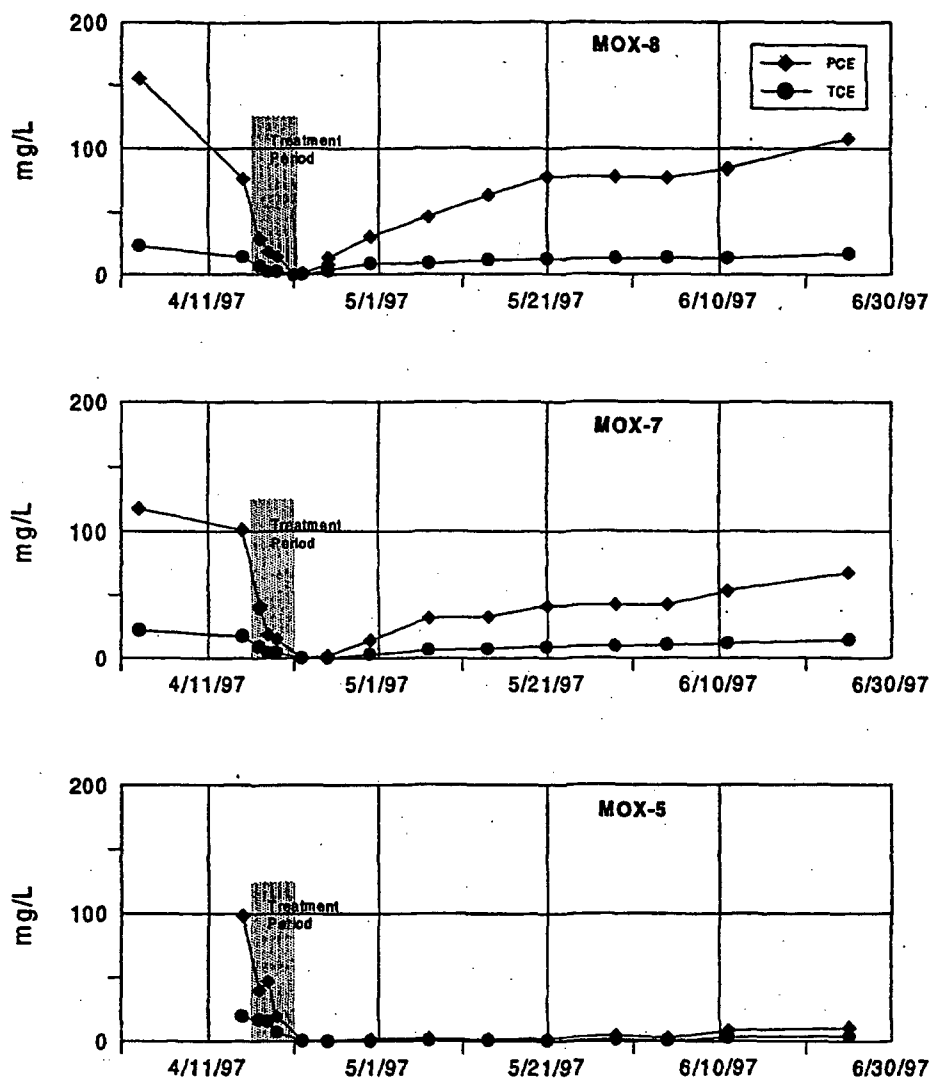 200
MOX-8
PCE
TCE
mg/L
100
Treatment
Period
0
4/11/97 5/1/97 5/21/97 6/10/97 6/30/97
200
MOX-7
mg/L
100
Treatment
Period
0
4/11/97 5/1/97 5/21/97 6/10/97 6/30/97
200
MOX-5
mg/L
100
Treatment
Period
0
4/11/97 5/1/97 5/21/97 6/10/97 6/30/97